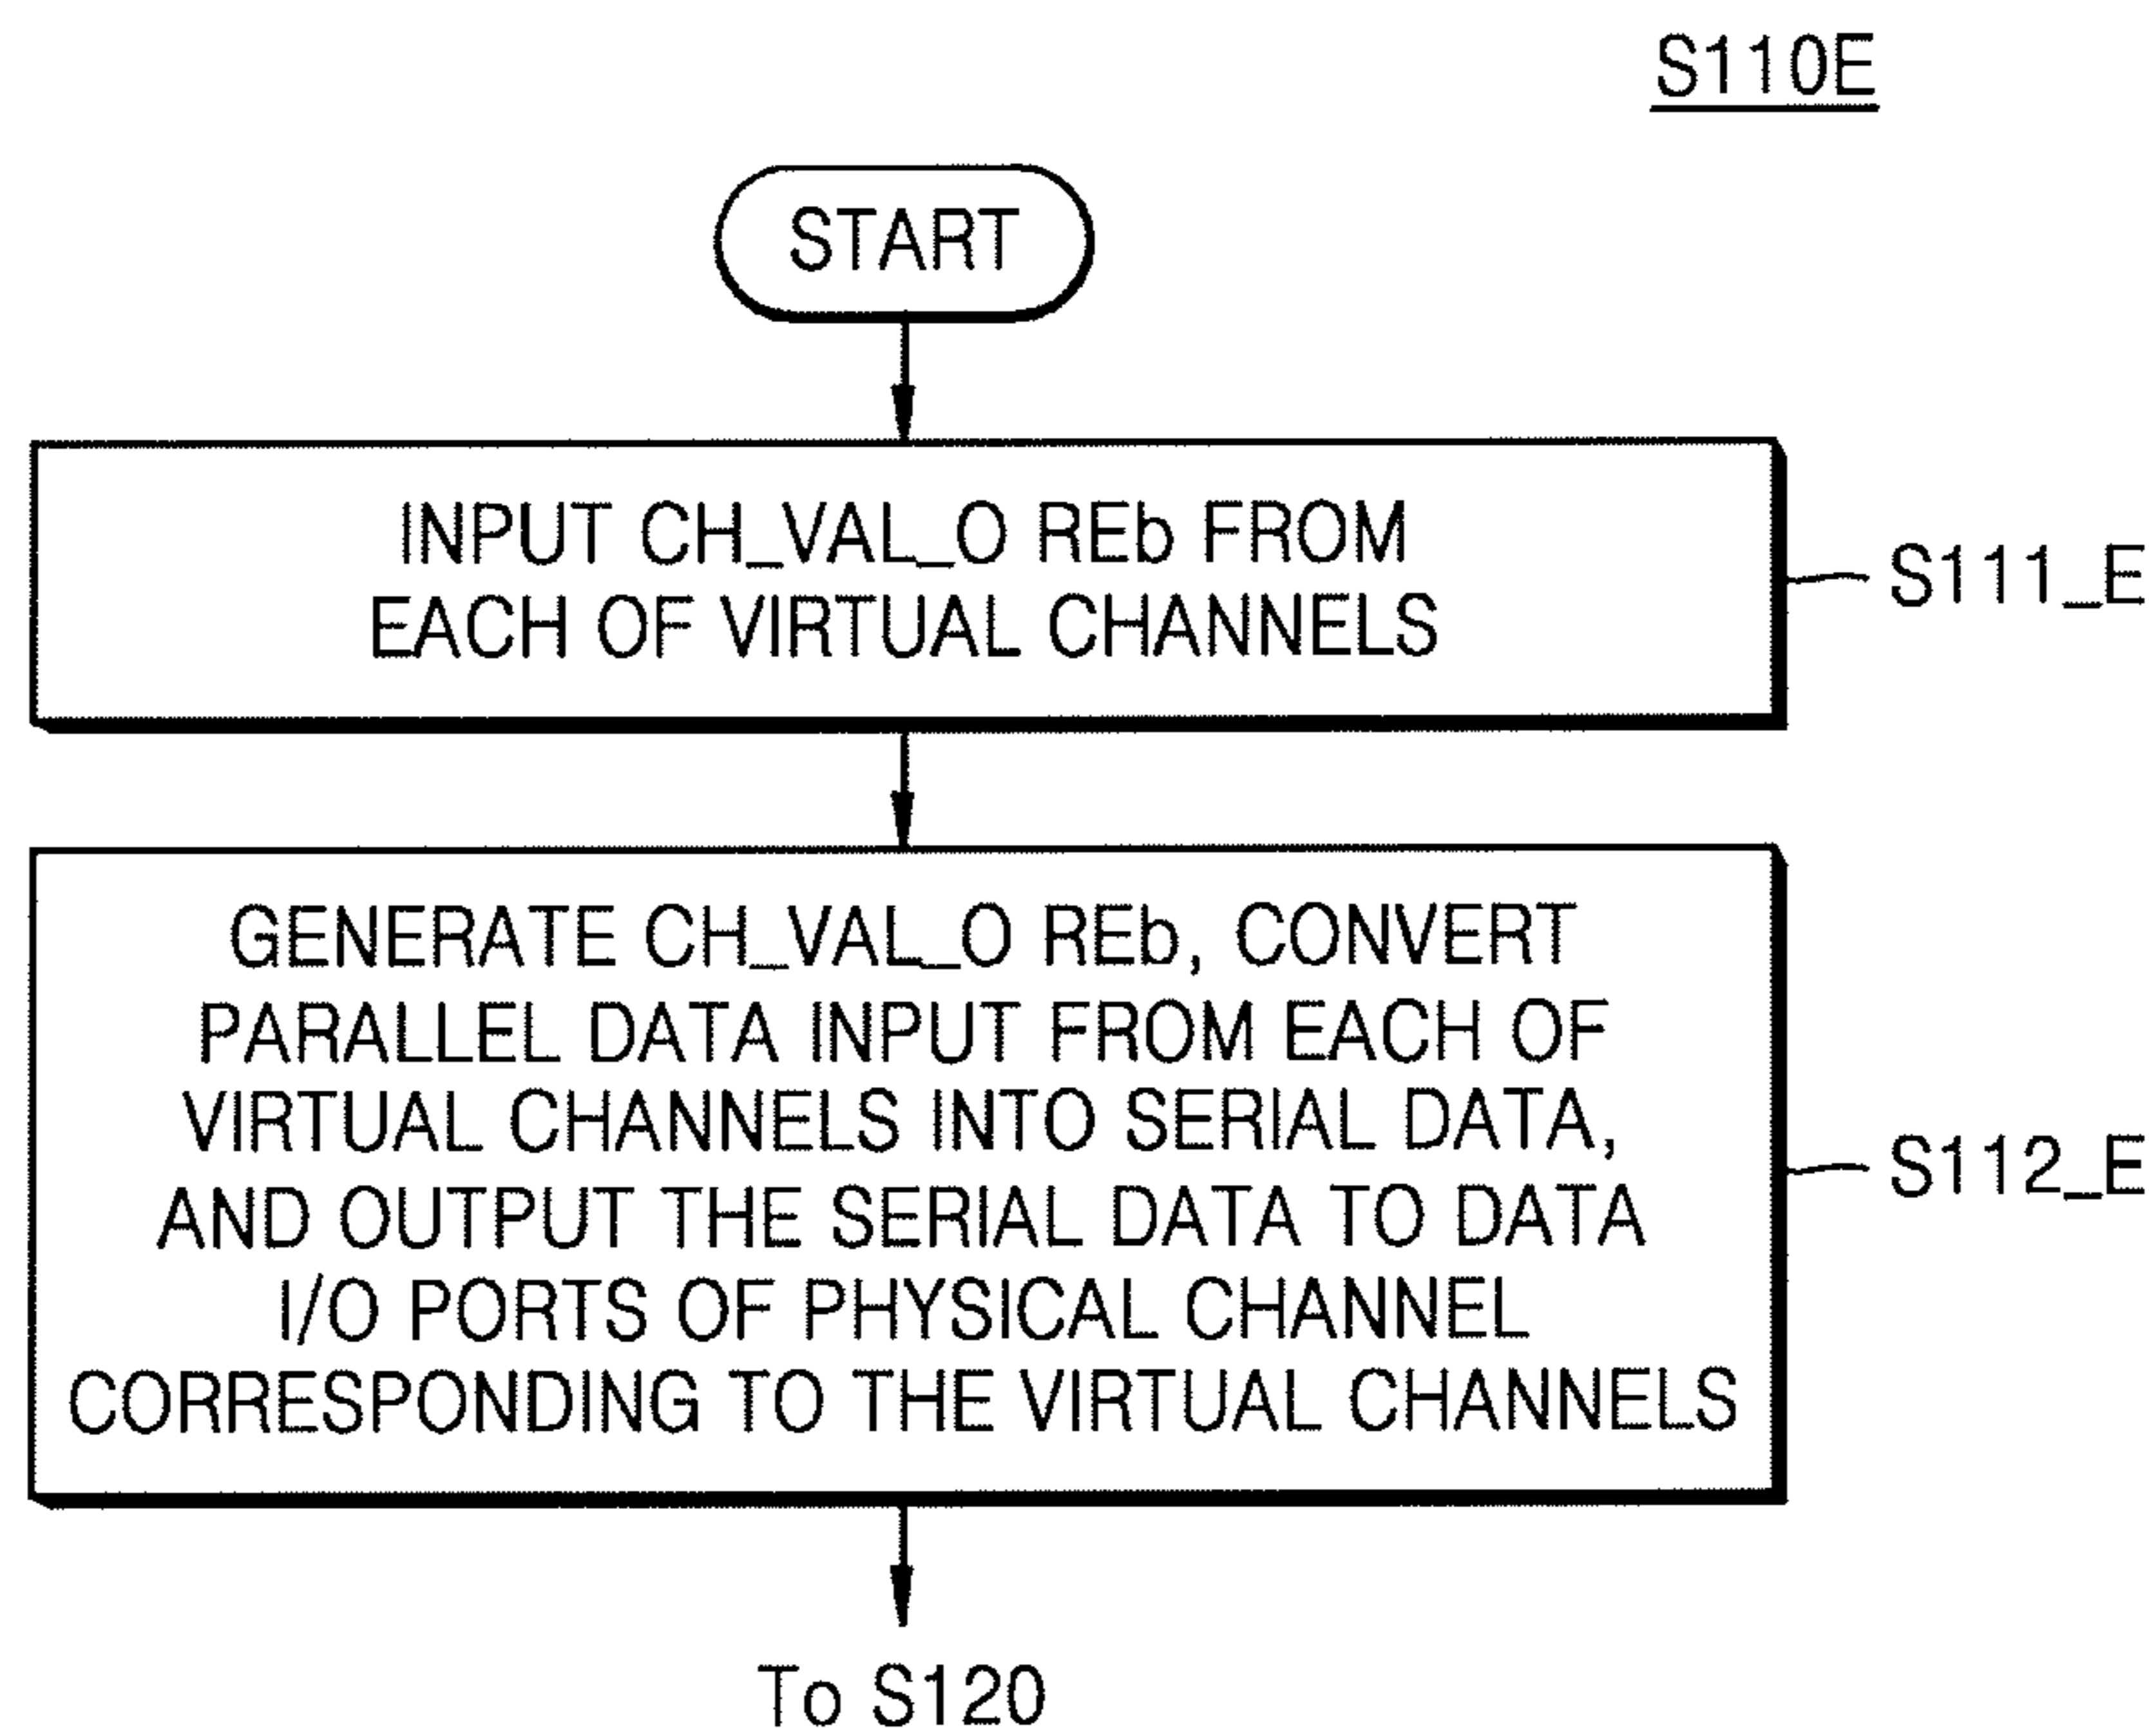 S110E
START
INPUT CH_VAL_O REb FROM
EACH OF VIRTUAL CHANNELS
S111_E
GENERATE CH_VAL_O REb, CONVERT
PARALLEL DATA INPUT FROM EACH OF
VIRTUAL CHANNELS INTO SERIAL DATA,
AND OUTPUT THE SERIAL DATA TO DATA
I/O PORTS OF PHYSICAL CHANNEL
CORRESPONDING TO THE VIRTUAL CHANNELS
S112_E
To S120